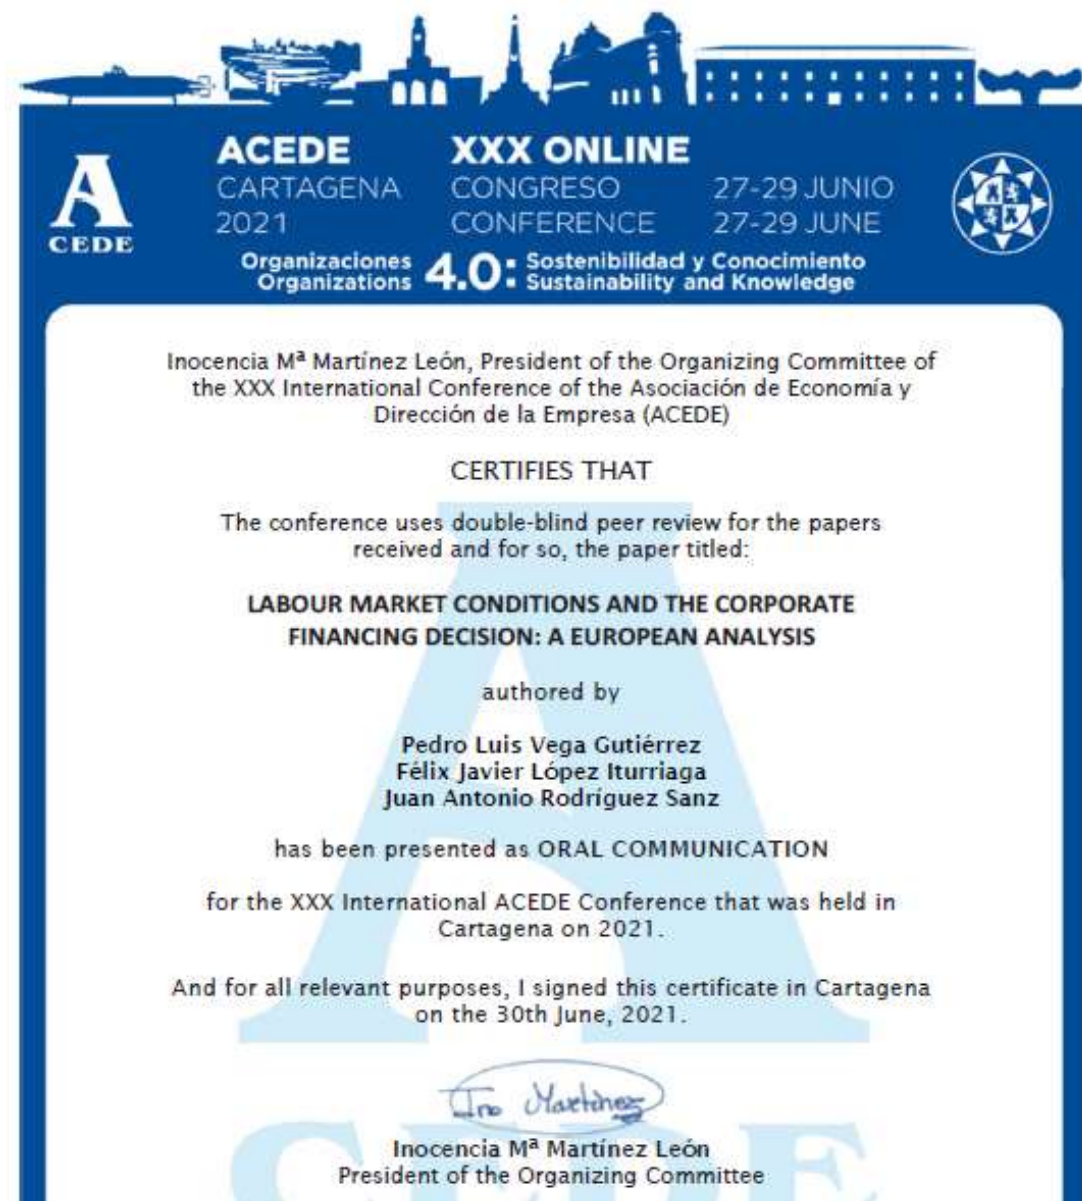 A
CEDE
ACEDE
CARTAGENA
2021
XXX ONLINE
CONGRESO
CONFERENCE
27-29 JUNIO
27-29 JUNE
Organizaciones
Organizations
4.0:
Sostenibilidad y Conocimiento
Sustainability and Knowledge
Inocencia Mª Martínez León, President of the Organizing Committee of
the XXX International Conference of the Asociación de Economía y
Dirección de la Empresa (ACEDE)
CERTIFIES THAT
The conference uses double-blind peer review for the papers
received and for so, the paper titled:
LABOUR MARKET CONDITIONS AND THE CORPORATE
FINANCING DECISION: A EUROPEAN ANALYSIS
authored by
Pedro Luis Vega Gutiérrez
Félix Javier López Iturriaga
Juan Antonio Rodríguez Sanz
has been presented as ORAL COMMUNICATION
for the XXX International ACEDE Conference that was held in
Cartagena on 2021.
And for all relevant purposes, I signed this certificate in Cartagena
on the 30th June, 2021.
Ino Martínez
Inocencia Mª Martínez León
President of the Organizing Committee
A
CEDE